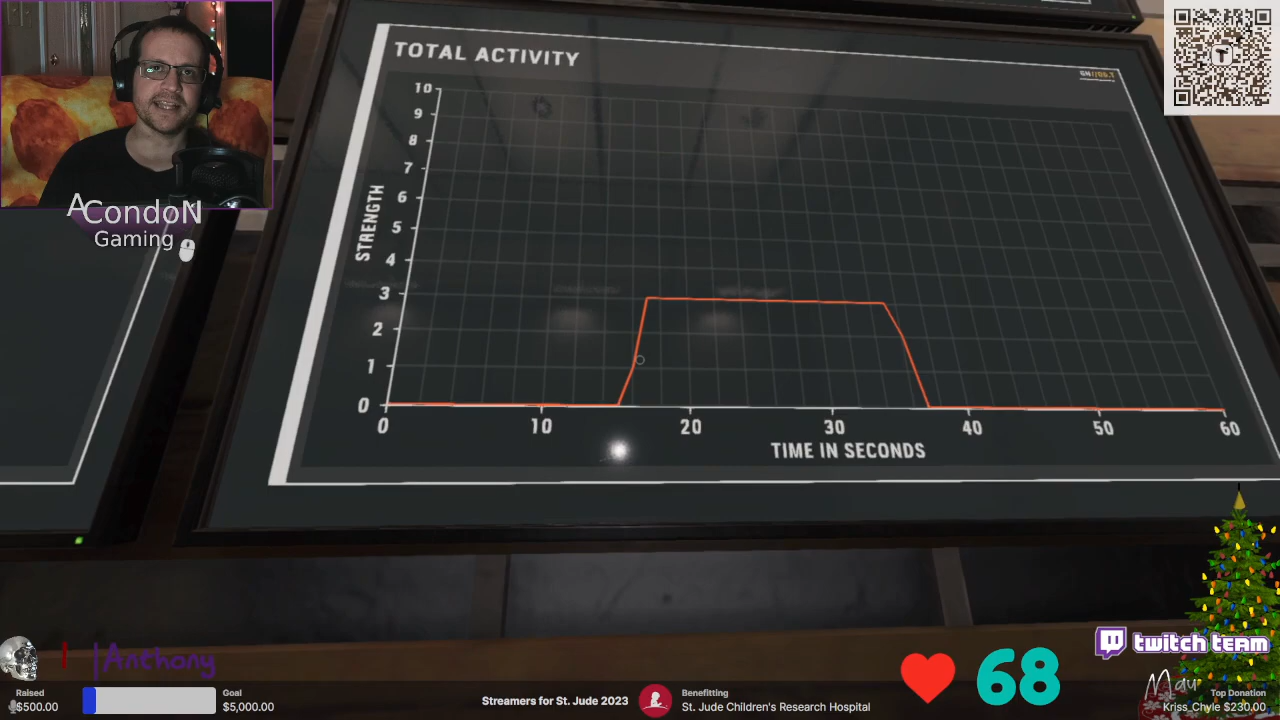 TOTAL ACTIVITY
10
9
8
7
6
5
4
3
2
1
0
STRENGTH
0 10 20 30 40 50 60
TIME IN SECONDS
ACondoN
Gaming
T
Anthony
Raised
$500.00
Goal
$5,000.00
Streamers for St. Jude 2023
Benefitting
St. Jude Children's Research Hospital
68
twitch team
May
Top Donation
Kriss_Chyle $230.00